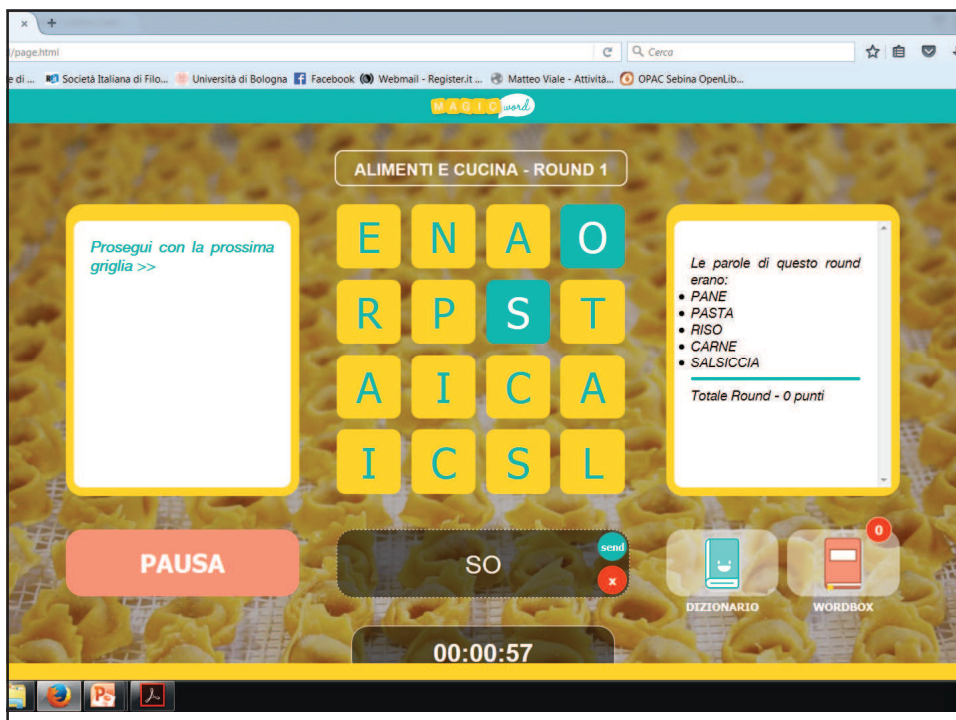 × +
/page.html
Cerca
e di ... Società Italiana di Filo... Università di Bologna Facebook Webmail - Register.it ... Matteo Viale - Attività... OPAC Sebina OpenLib...
MAGIC word
ALIMENTI E CUCINA - ROUND 1
Prosegui con la prossima
griglia >>
E N A O
R P S T
A I C A
I C S L
Le parole di questo round
erano:
• PANE
• PASTA
• RISO
• CARNE
• SALSICCIA
Totale Round - 0 punti
PAUSA
SO
send
x
0
DIZIONARIO
WORDBOX
00:00:57